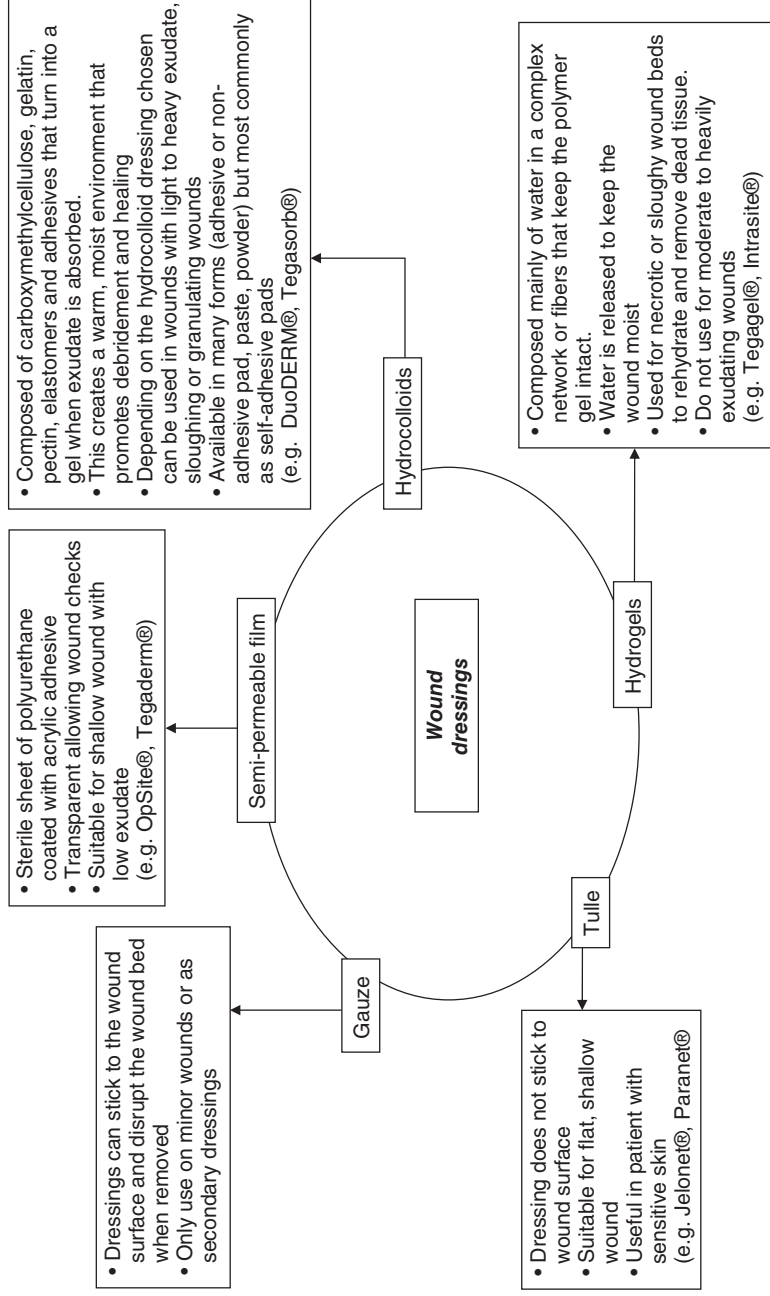 • Dressings can stick to the wound
surface and disrupt the wound bed
when removed
• Only use on minor wounds or as
secondary dressings
Gauze
• Sterile sheet of polyurethane
coated with acrylic adhesive
• Transparent allowing wound checks
• Suitable for shallow wound with
low exudate
(e.g. OpSite®, Tegaderm®)
Semi-permeable film
• Composed of carboxymethylcellulose, gelatin,
pectin, elastomers and adhesives that turn into a
gel when exudate is absorbed.
• This creates a warm, moist environment that
promotes debridement and healing
• Depending on the hydrocolloid dressing chosen
can be used in wounds with light to heavy exudate,
sloughing or granulating wounds
• Available in many forms (adhesive or non-
adhesive pad, paste, powder) but most commonly
as self-adhesive pads
(e.g. DuoDERM®, Tegasorb®)
Hydrocolloids
Wound
dressings
Tulle
• Dressing does not stick to
wound surface
• Suitable for flat, shallow
wound
• Useful in patient with
sensitive skin
(e.g. Jelonet®, Paranet®
Hydrogels
• Composed mainly of water in a complex
network or fibers that keep the polymer
gel intact.
• Water is released to keep the
wound moist
• Used for necrotic or sloughy wound beds
to rehydrate and remove dead tissue.
• Do not use for moderate to heavily
exudating wounds
(e.g. Tegagel®, Intrasite®)